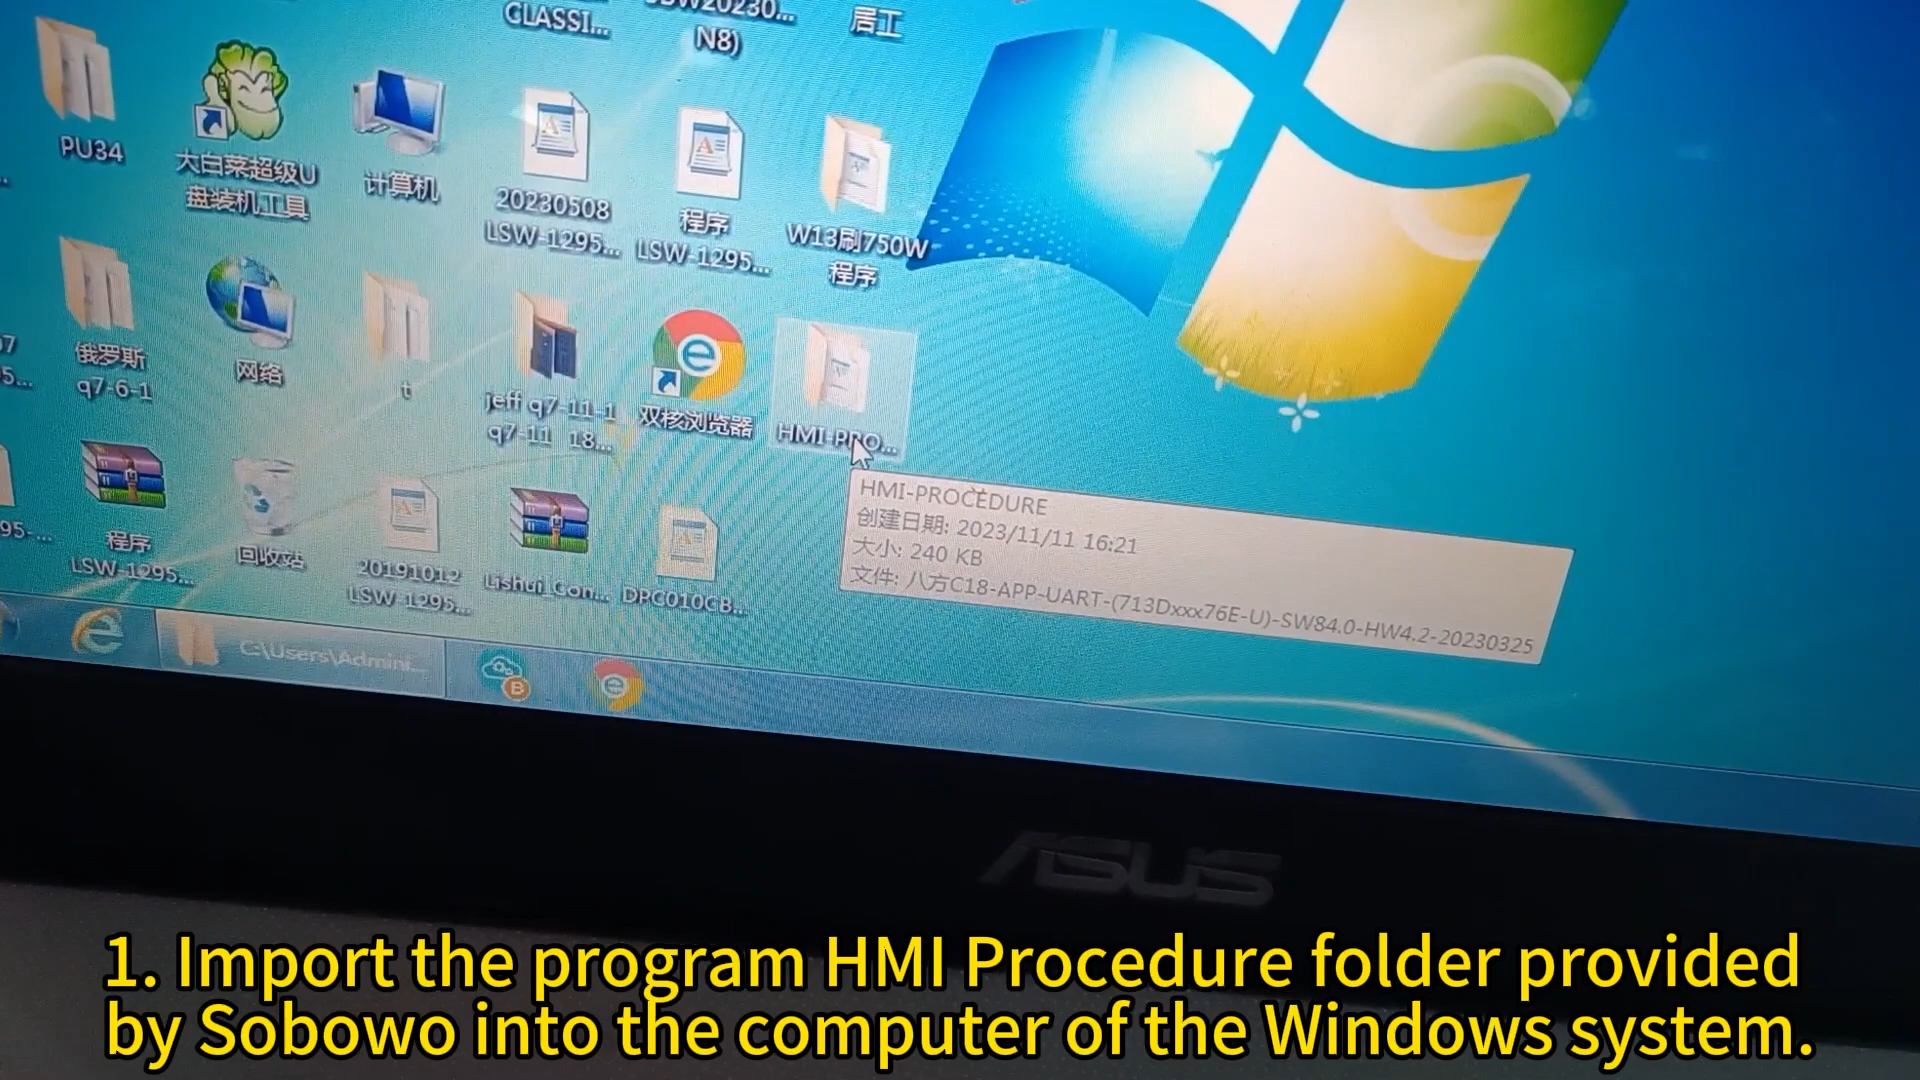 CLASSI...
N8)
居工
PU34
大白菜超级U
盘装机工具
计算机
20230508
LSW-1295...
程序
LSW-1295...
W13刷750W
程序
俄罗斯
q7-6-1
网络
t
jeff q7-11-1
q7-11 18...
双核浏览器
HMI-PRO...
程序
LSW-1295...
回收站
20191012
LSW-1295...
Lishui_Con...
DPC010CB...
HMI-PROCEDURE
创建日期: 2023/11/11 16:21
大小: 240 KB
文件: 八方C18-APP-UART-(713Dxxx76E-U)-SW84.0-HW4.2-20230325
C:\Users\Admini...
ASUS
1. Import the program HMI Procedure folder provided
by Sobowo into the computer of the Windows system.